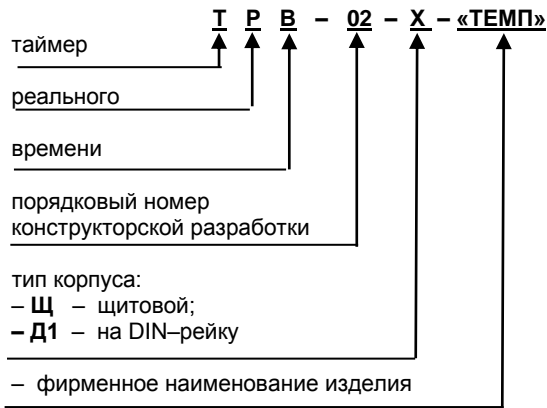 Т Р В – 02 – Х – «ТЕМП»
таймер
реального
времени
порядковый номер
конструкторской разработки
тип корпуса:
– Щ – щитовой;
– Д1 – на DIN–рейку
– фирменное наименование изделия